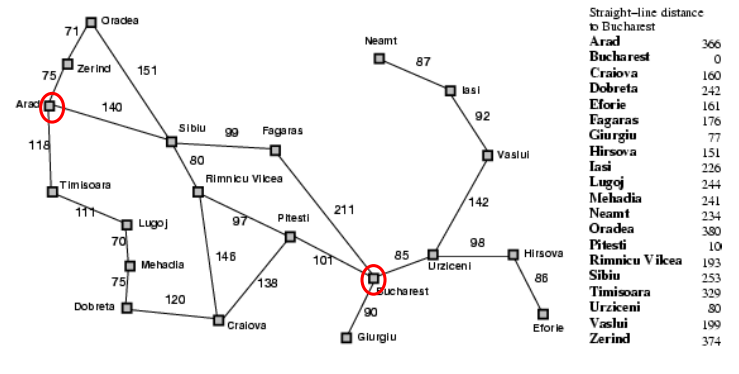 Oradea
71
Zerind
75
151
Arad
140
118
Sibiu
99
Fagaras
80
Rimnicu Vilcea
Timisoara
111
Lugoj
70
Mehadia
75
Dobreta
120
Craiova
146
97
Pitesti
138
101
211
Bucharest
90
Giurgiu
85
Urziceni
98
Hirsova
86
Eforie
142
Vaslui
92
Iasi
87
Neamt
Straight–line distance
to Bucharest
Arad 366
Bucharest 0
Craiova 160
Dobreta 242
Eforie 161
Fagaras 176
Giurgiu 77
Hirsova 151
Iasi 226
Lugoj 244
Mehadia 241
Neamt 234
Oradea 380
Pitesti 10
Rimnicu Vilcea 193
Sibiu 253
Timisoara 329
Urziceni 80
Vaslui 199
Zerind 374